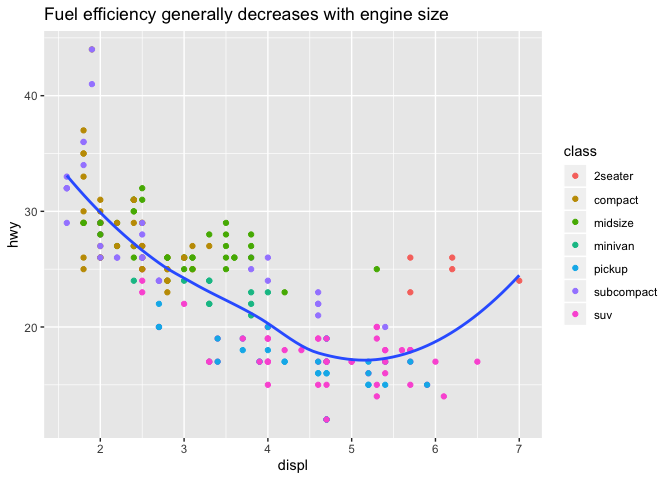 Fuel efficiency generally decreases with engine size
hwy
40
30
20
2 3 4 5 6 7
displ
class
2seater
compact
midsize
minivan
pickup
subcompact
suv